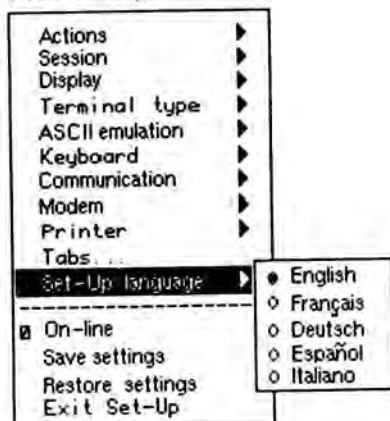 Actions
Session
Display
Terminal type
ASCII emulation
Keyboard
Communication
Modem
Printer
Tabs...
Set-Up language
English
Français
Deutsch
Español
Italiano
On-line
Save settings
Restore settings
Exit Set-Up